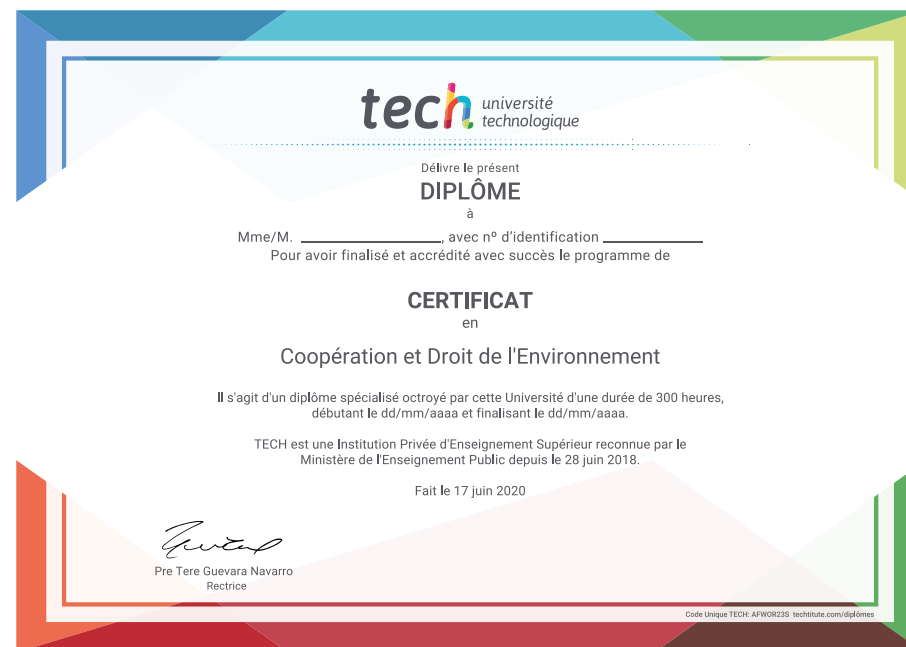 tech université
technologique
Délivre le présent
DIPLÔME
à
Mme/M. ____________________, avec nº d'identification ______________
Pour avoir finalisé et accrédité avec succès le programme de
CERTIFICAT
en
Coopération et Droit de l'Environnement
Il s'agit d'un diplôme spécialisé octroyé par cette Université d'une durée de 300 heures,
débutant le dd/mm/aaaa et finalisant le dd/mm/aaaa.
TECH est une Institution Privée d'Enseignement Supérieur reconnue par le
Ministère de l'Enseignement Public depuis le 28 juin 2018.
Fait le 17 juin 2020
Pre Tere Guevara Navarro
Rectrice
Code Unique TECH: AFWOR23S techtitute.com/diplômes